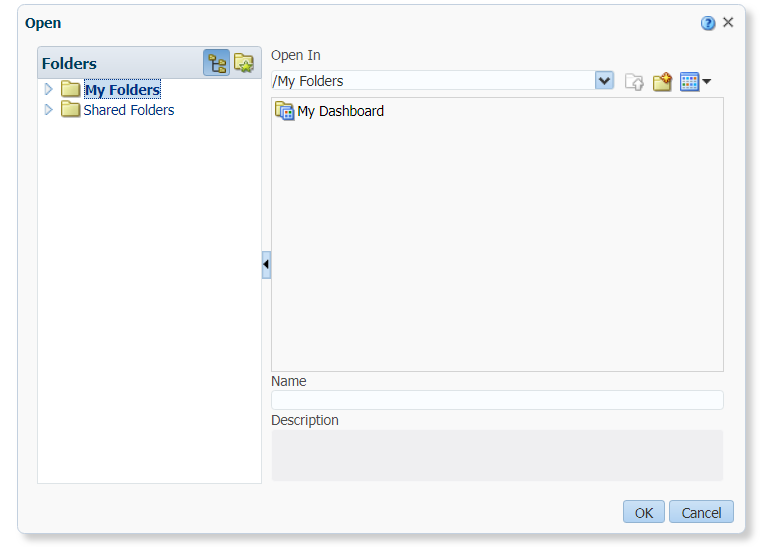 Open
Folders
My Folders
Shared Folders
Open In
/My Folders
My Dashboard
Name
Description
OK
Cancel